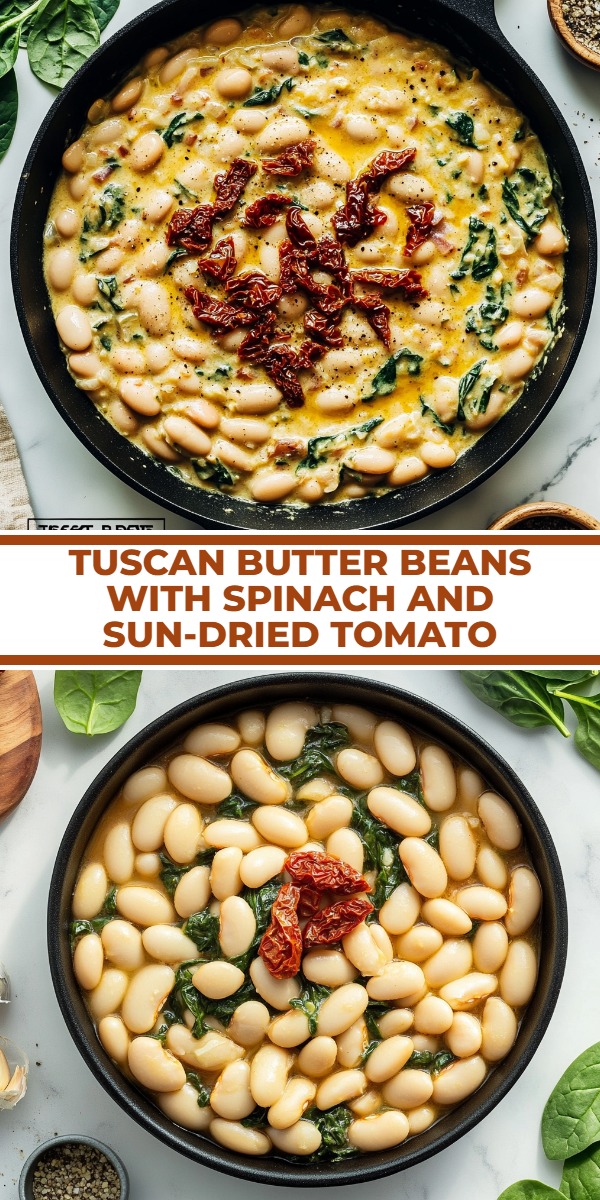 TUSCAN BUTTER BEANS
WITH SPINACH AND
SUN-DRIED TOMATO